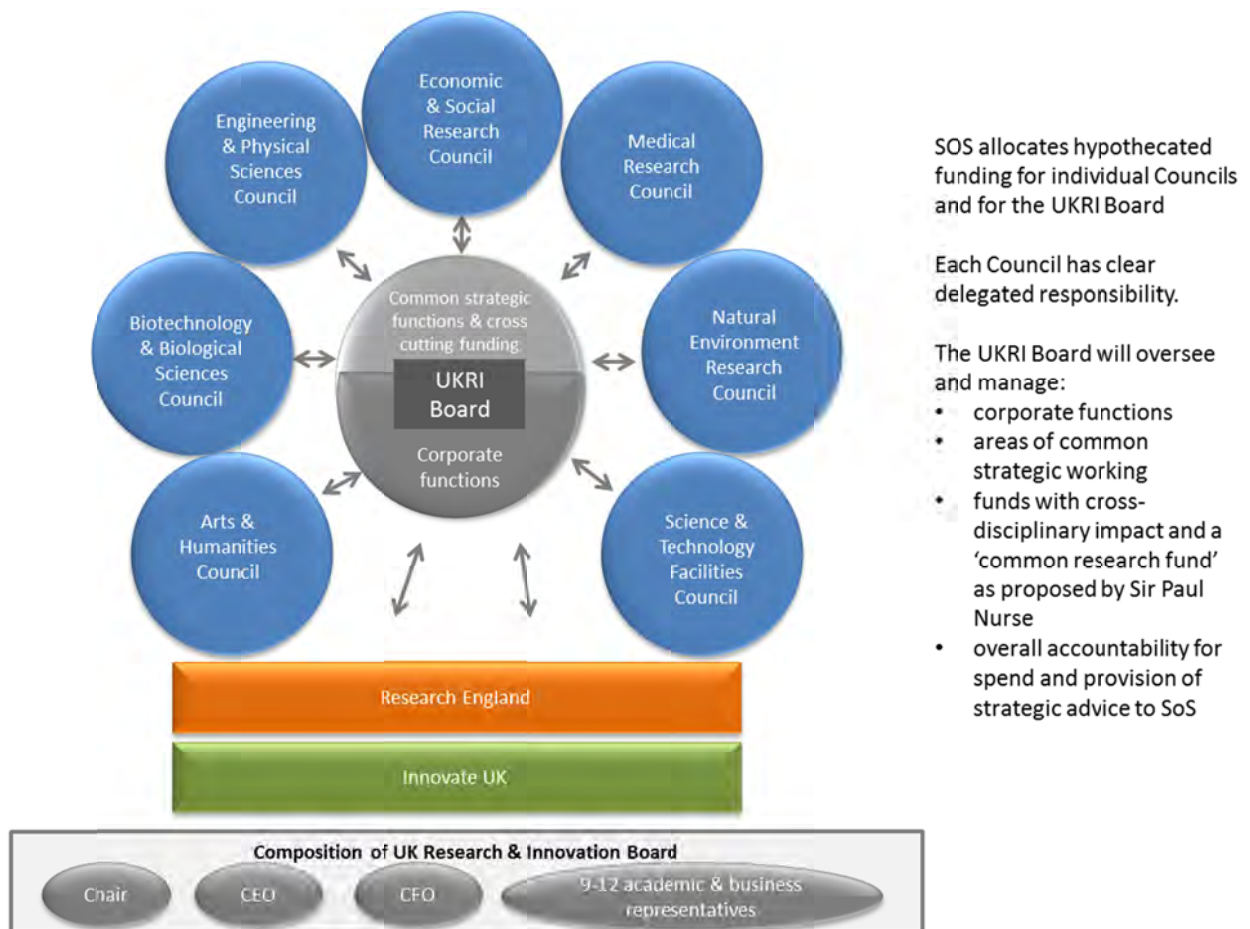 Economic
& Social
Research
Council
Engineering
& Physical
Sciences
Council
Medical
Research
Council
Biotechnology
& Biological
Sciences
Council
Natural
Environment
Research
Council
Arts &
Humanities
Council
Science &
Technology
Facilities
Council
Common strategic
functions & cross
cutting funding
UKRI
Board
Corporate
functions
Research England
Innovate UK
Composition of UK Research & Innovation Board
Chair
CEO
CFO
9-12 academic & business
representatives
SOS allocates hypothecated
funding for individual Councils
and for the UKRI Board
Each Council has clear
delegated responsibility.
The UKRI Board will oversee
and manage:
• corporate functions
• areas of common
strategic working
• funds with cross-
disciplinary impact and a
‘common research fund’
as proposed by Sir Paul
Nurse
• overall accountability for
spend and provision of
strategic advice to SoS